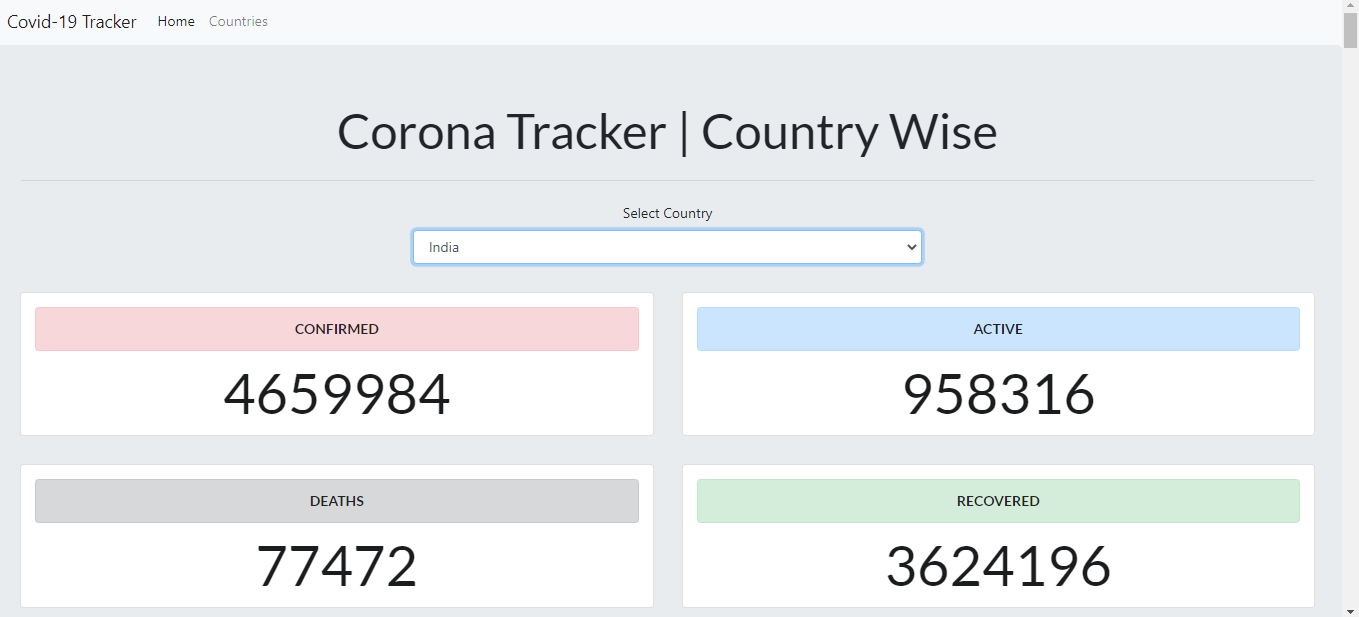 Covid-19 Tracker Home Countries
Corona Tracker | Country Wise
Select Country
India
CONFIRMED
4659984
ACTIVE
958316
DEATHS
77472
RECOVERED
3624196